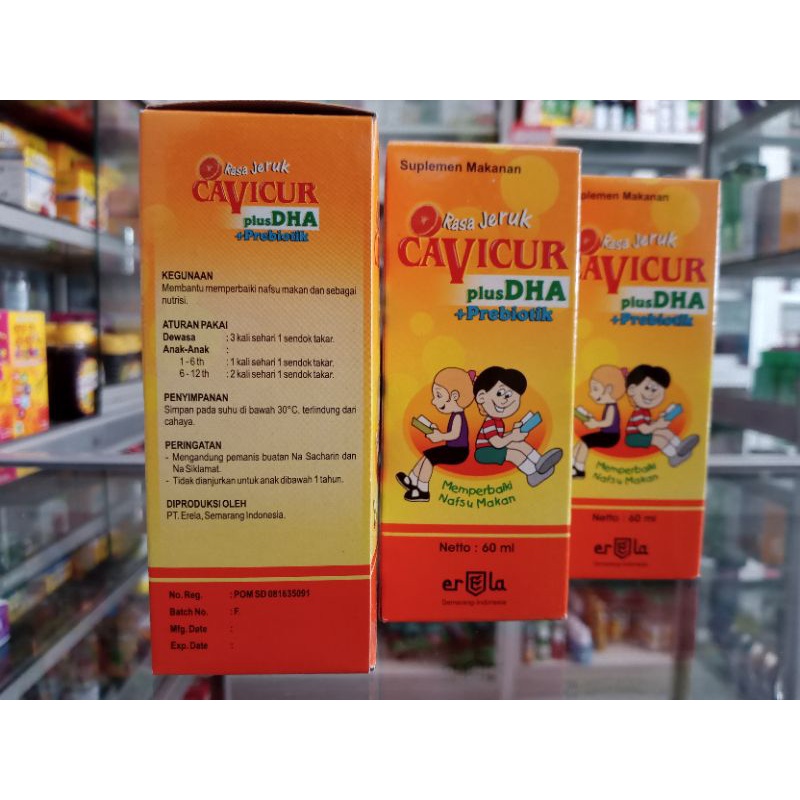 Rasa Jeruk
CAVICUR
plus DHA
+Prebiotik
KEGUNAAN
Membantu memperbaiki nafsu makan dan sebagai
nutrisi.
ATURAN PAKAI
Dewasa : 3 kali sehari 1 sendok takar.
Anak-Anak :
1 - 6 th : 1 kali sehari 1 sendok takar.
6 - 12 th : 2 kali sehari 1 sendok takar.
PENYIMPANAN
Simpan pada suhu di bawah 30°C, terlindung dari
cahaya.
PERINGATAN
- Mengandung pemanis buatan Na Sacharin dan
Na Siklamat.
- Tidak dianjurkan untuk anak dibawah 1 tahun.
DIPRODUKSI OLEH
PT. Erela, Semarang Indonesia.
No. Reg. : POM SD 081635091
Batch No. : F
Mfg. Date :
Exp. Date :
Suplemen Makanan
Rasa Jeruk
CAVICUR
plus DHA
+Prebiotik
Memperbaiki
Nafsu Makan
Netto : 60 ml
erela
Semarang-Indonesia
plemen Makanan
Rasa Jeruk
AVICUR
plus DHA
+Prebiotik
Memperbaiki
Nafsu Makan
Netto : 60 ml
erela
Semarang-Indonesia